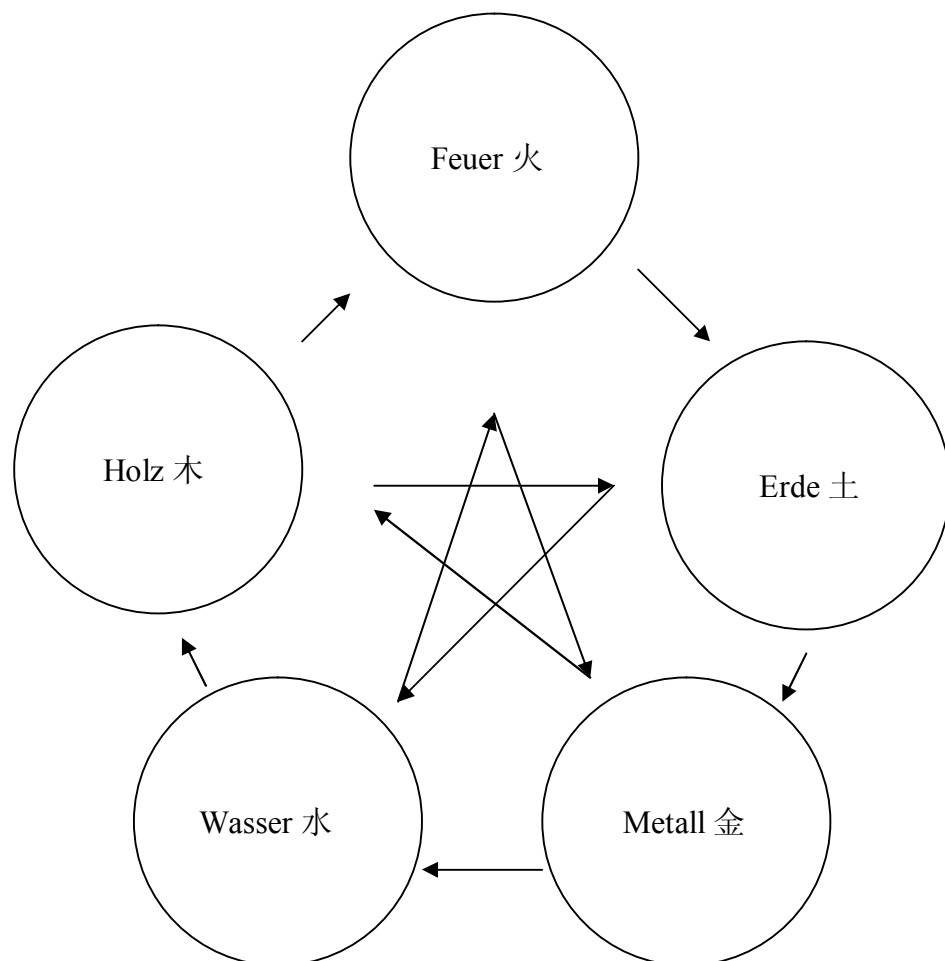 Feuer 火
Holz 木
Erde 土
Wasser 水
Metall 金